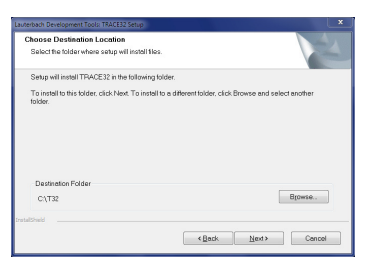 Lauterbach Development Tools: TRACE32 Setup
x
Choose Destination Location
Select the folder where setup will install files.
Setup will install TRACE32 in the following folder.
To install to this folder, click Next. To install to a different folder, click Browse and select another
folder.
Destination Folder
C:\T32
Browse...
InstallShield
< Back
Next >
Cancel